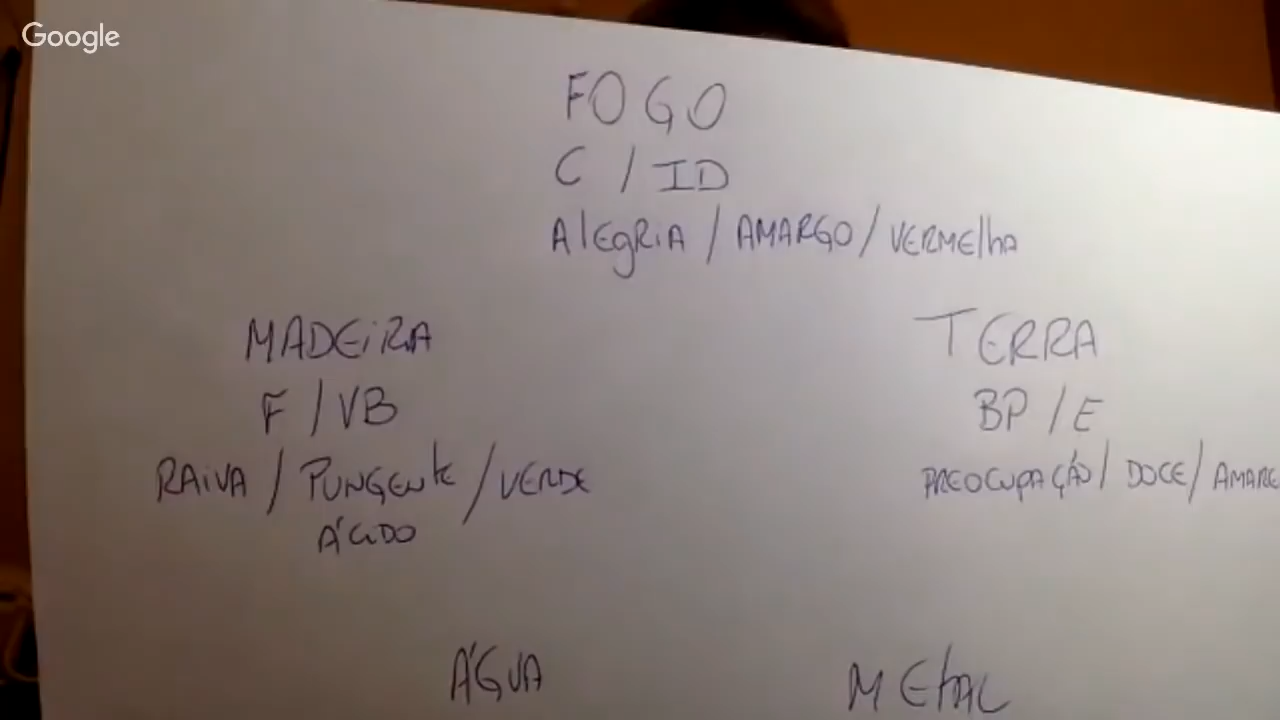 Google
FOGO
C / ID
AlEgRiA / AMARGO / VERMElhA
MADEiRA
F / VB
RAiVA / PUNGENtE / VERDE
ÁCIDO
TERRA
BP / E
PREOCUPAÇÃO / DOCE / AMARE
ÁGUA
MEtAL